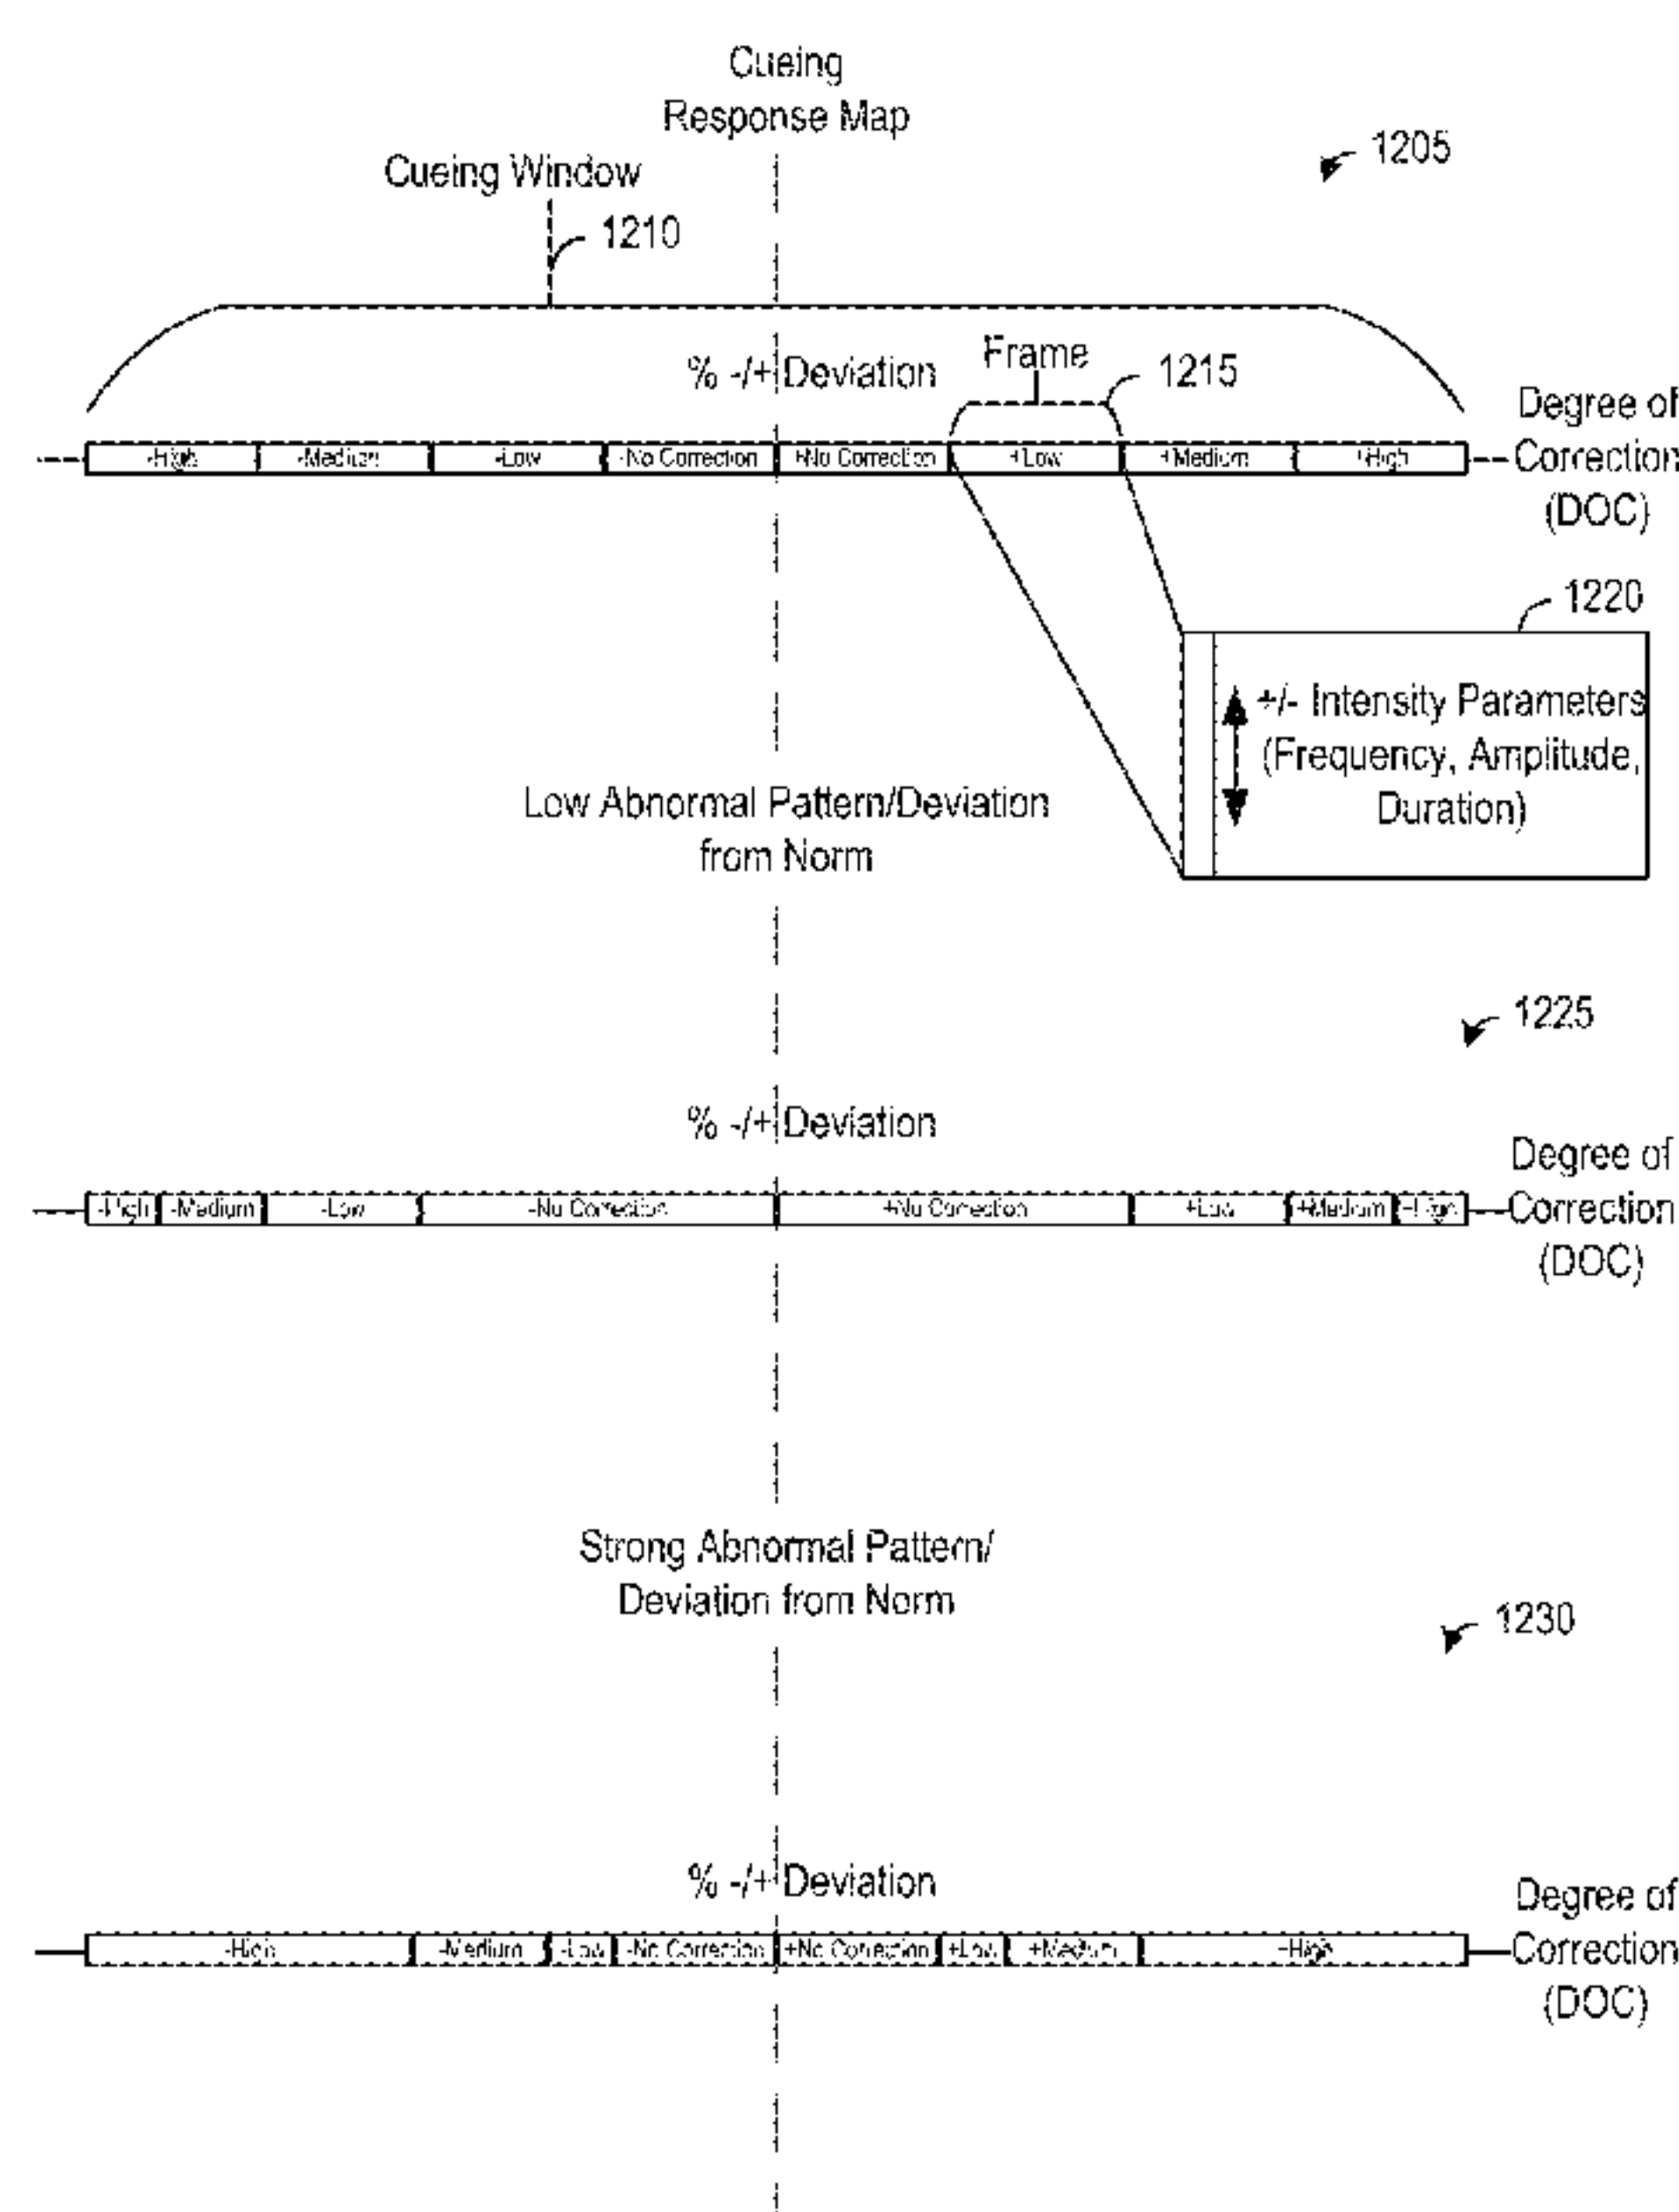 Cueing
Response Map
1205
Cueing Window
1210
% -/+ Deviation
Frame
1215
-High -Medium -Low -No Correction +No Correction +Low +Medium +High
Degree of
Correction
(DOC)
1220
+/- Intensity Parameters
(Frequency, Amplitude,
Duration)
Low Abnormal Pattern/Deviation
from Norm
1225
% -/+ Deviation
-High -Medium -Low -No Correction +No Correction +Low +Medium +High
Degree of
Correction
(DOC)
Strong Abnormal Pattern/
Deviation from Norm
1230
% -/+ Deviation
-High -Medium -Low -No Correction +No Correction +Low +Medium +High
Degree of
Correction
(DOC)